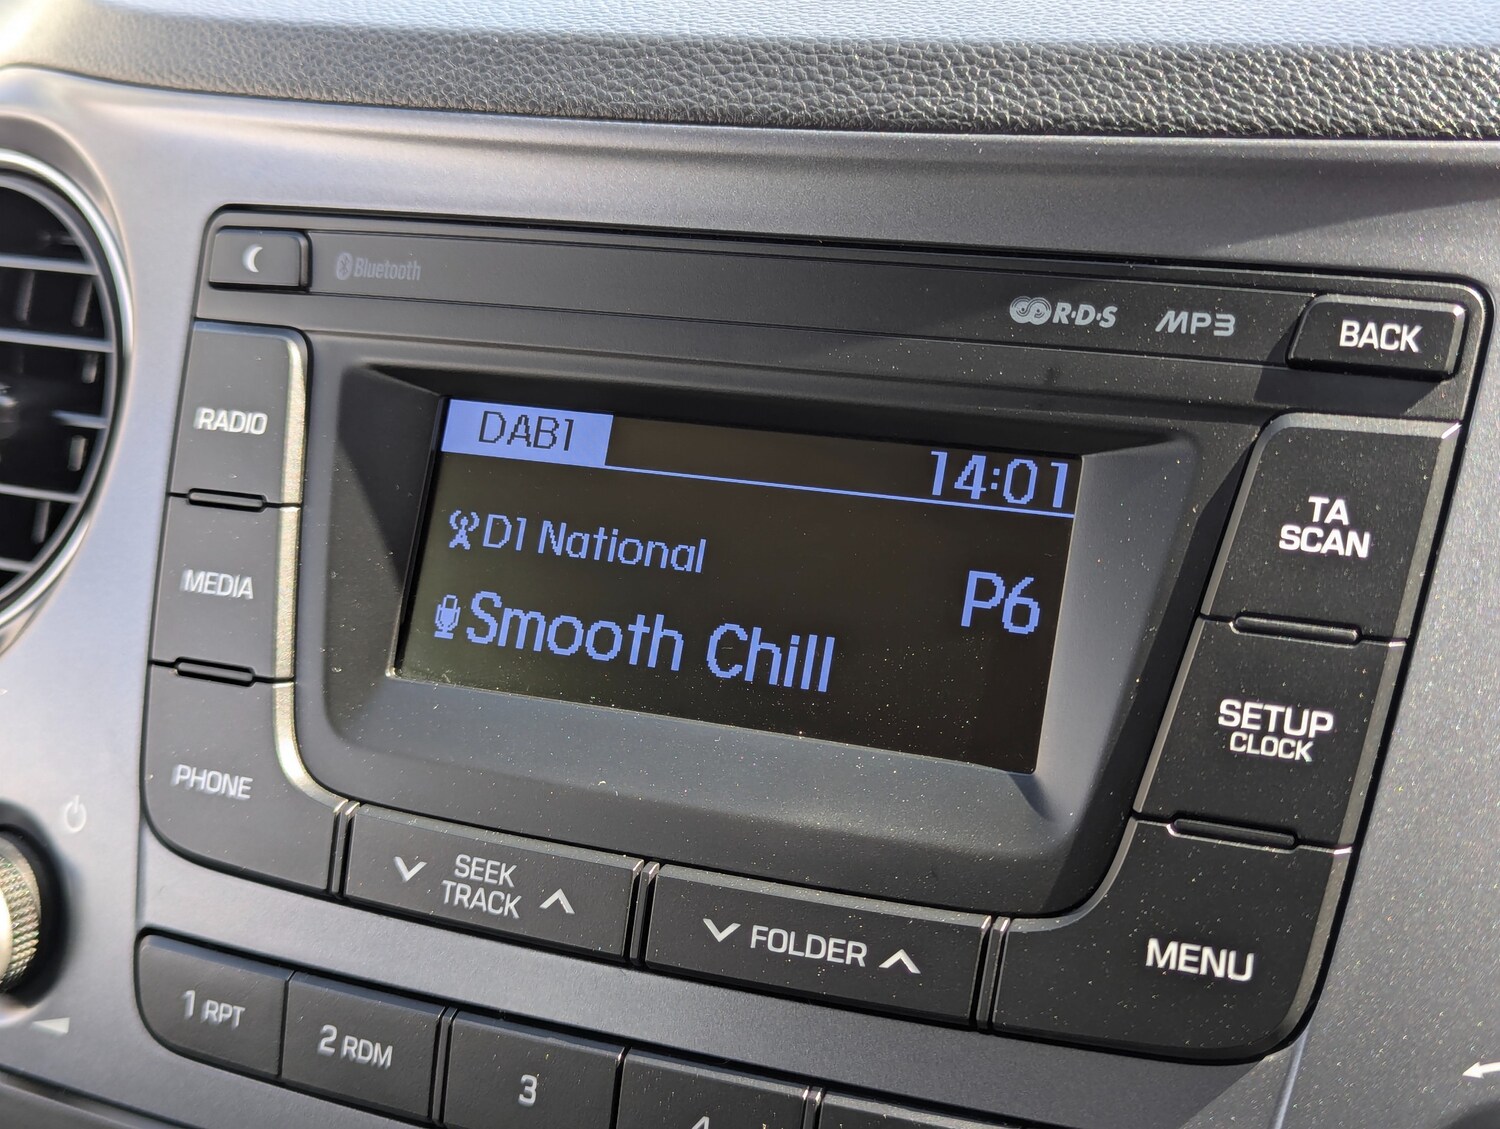 Bluetooth
R·D·S MP3
BACK
RADIO
DAB1
14:01
TA
SCAN
D1 National
MEDIA
P6
Smooth Chill
SETUP
CLOCK
PHONE
SEEK
TRACK
FOLDER
MENU
1 RPT
2 RDM
3
4